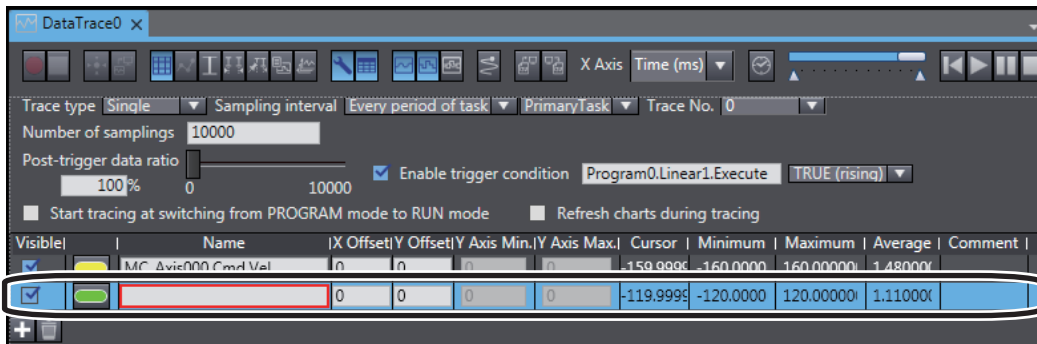 DataTrace0
X Axis Time (ms)
Trace type Single Sampling interval Every period of task PrimaryTask Trace No. 0
Number of samplings 10000
Post-trigger data ratio
100 % 0 10000 Enable trigger condition Program0.Linear1.Execute TRUE (rising)
Start tracing at switching from PROGRAM mode to RUN mode Refresh charts during tracing
Visible Name X Offset Y Offset Y Axis Min. Y Axis Max. Cursor Minimum Maximum Average Comment
MC_Axis000.Cmd.Vel 0 0 0 0 -159.9999 -160.0000 160.00000 1.48000
0 0 0 0 -119.9999 -120.0000 120.00000 1.11000